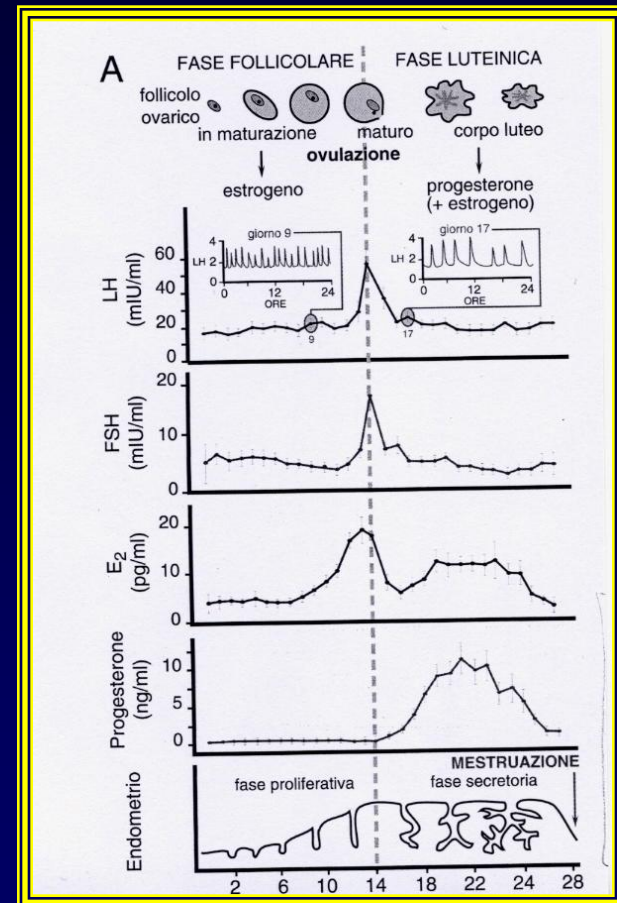 A
FASE FOLLICOLARE
FASE LUTEINICA
follicolo
ovarico
in maturazione
maturo
corpo luteo
ovulazione
estrogeno
progesterone
(+ estrogeno)
giorno 9
4
LH 2
0
0 12 24
ORE
giorno 17
4
LH 2
0
0 12 24
ORE
LH
(mIU/ml)
60
40
20
0
9
17
FSH
(mIU/ml)
20
10
0
E2
(pg/ml)
20
10
0
Progesterone
(ng/ml)
10
5
0
MESTRUAZIONE
Endometrio
fase proliferativa
fase secretoria
2 6 10 14 18 22 24 28